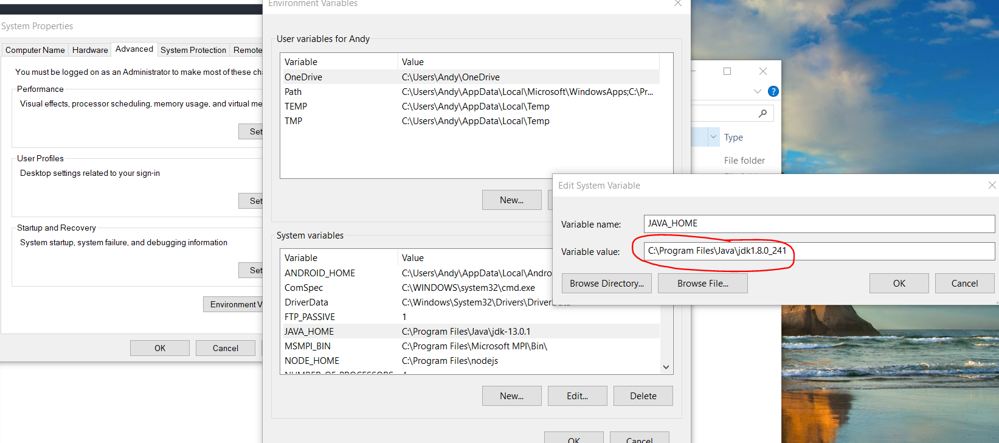 Environment Variables
System Properties
Computer Name Hardware Advanced System Protection Remote
You must be logged on as an Administrator to make most of these
Performance
Visual effects, processor scheduling, memory usage, and virtual
Set
User Profiles
Desktop settings related to your sign-in
Set
Startup and Recovery
System startup, system failure, and debugging information
Set
Environment V
OK Cancel
User variables for Andy
Variable Value
OneDrive C:\Users\Andy\OneDrive
Path C:\Users\Andy\AppData\Local\Microsoft\WindowsApps;C:\Pr...
TEMP C:\Users\Andy\AppData\Local\Temp
TMP C:\Users\Andy\AppData\Local\Temp
New...
System variables
Variable Value
ANDROID_HOME C:\Users\Andy\AppData\Local\Andro
ComSpec C:\WINDOWS\system32\cmd.exe
DriverData C:\Windows\System32\Drivers\DriverData
FTP_PASSIVE 1
JAVA_HOME C:\Program Files\Java\jdk-13.0.1
MSMPI_BIN C:\Program Files\Microsoft MPI\Bin\
NODE_HOME C:\Program Files\nodejs
NUMBER_OF_PROCESSORS 4
New... Edit... Delete
OK Cancel
?
Type
File folder
Edit System Variable
Variable name: JAVA_HOME
Variable value: C:\Program Files\Java\jdk1.8.0_241
Browse Directory... Browse File... OK Cancel